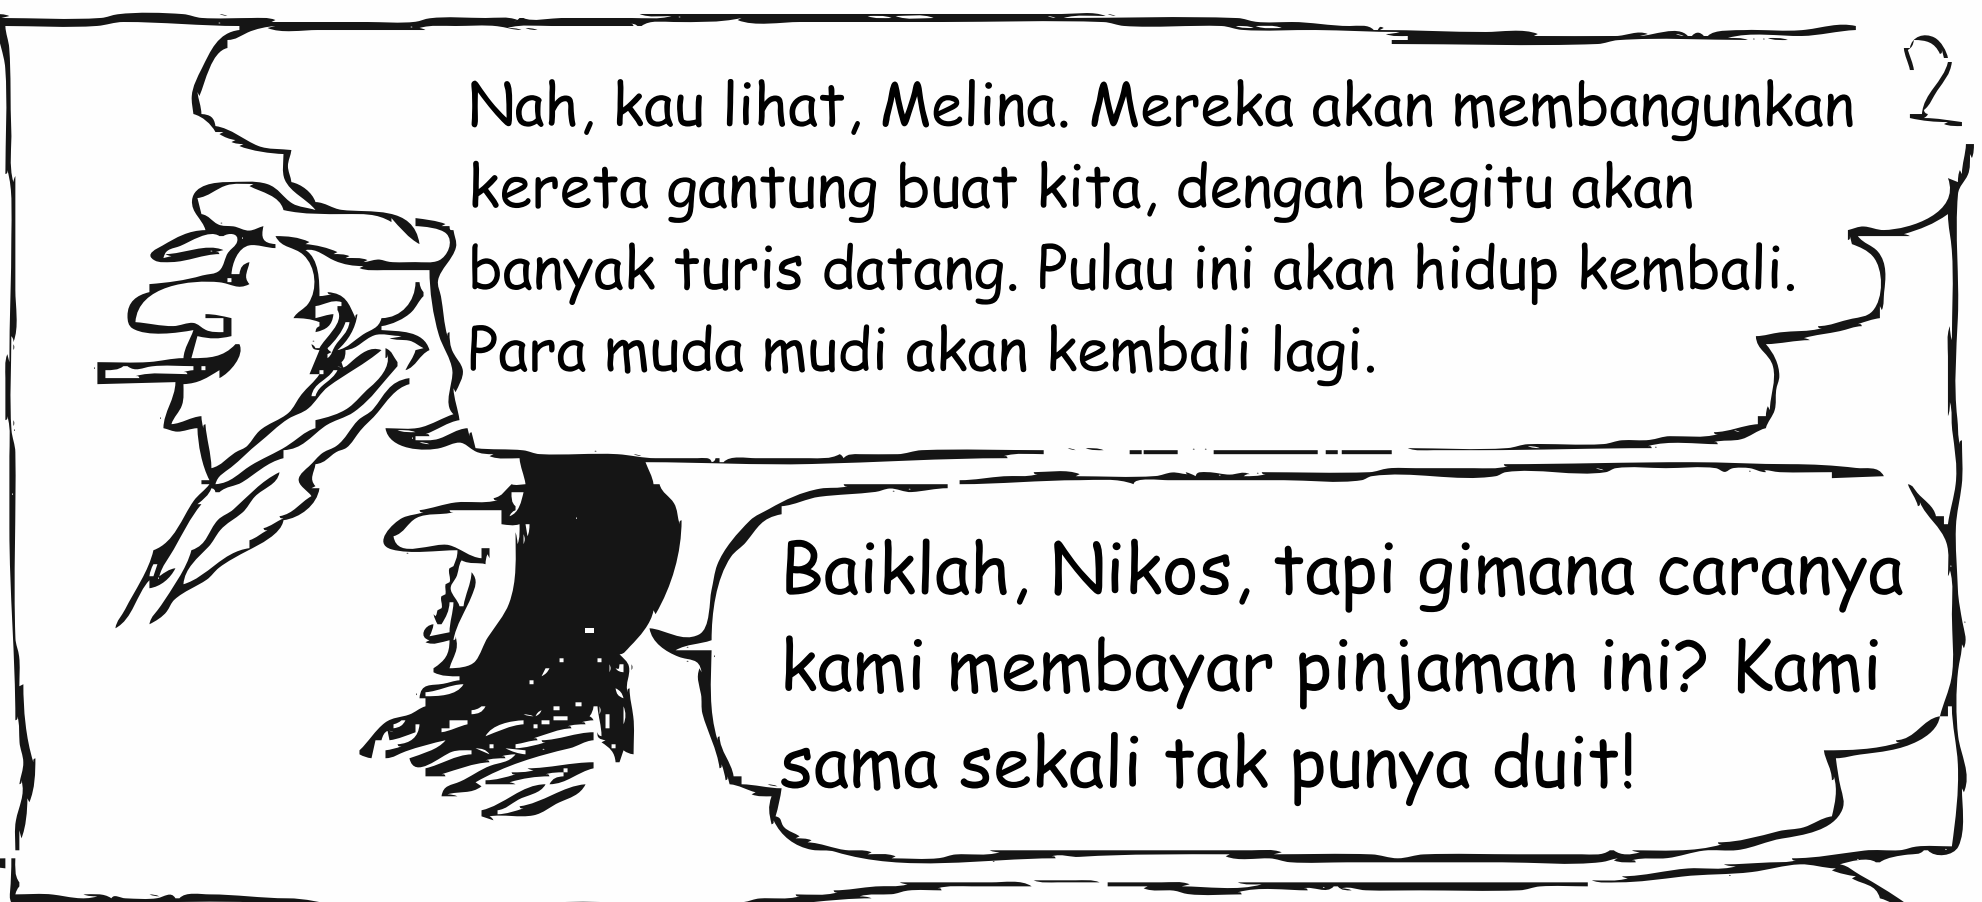 2
Nah, kau lihat, Melina. Mereka akan membangunkan
kereta gantung buat kita, dengan begitu akan
banyak turis datang. Pulau ini akan hidup kembali.
Para muda mudi akan kembali lagi.
Baiklah, Nikos, tapi gimana caranya
kami membayar pinjaman ini? Kami
sama sekali tak punya duit!